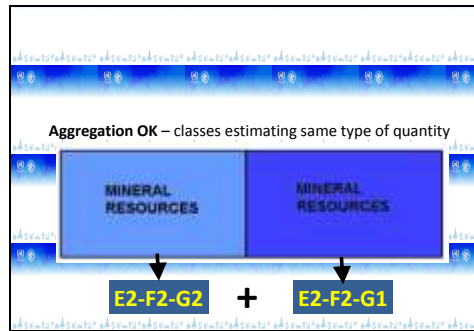 Aggregation OK – classes estimating same type of quantity
MINERAL
RESOURCES
MINERAL
RESOURCES
E2-F2-G2 + E2-F2-G1